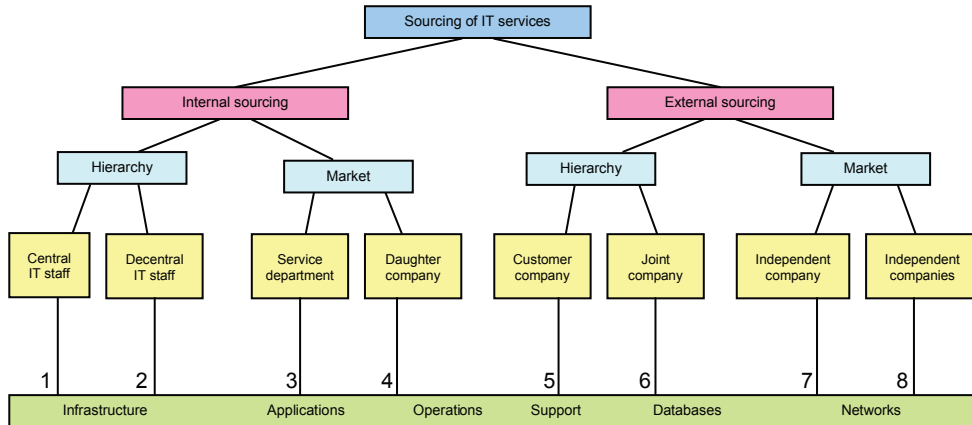 Sourcing of IT services
Internal sourcing
External sourcing
Hierarchy
Market
Hierarchy
Market
Central
IT staff
Decentral
IT staff
Service
department
Daughter
company
Customer
company
Joint
company
Independent
company
Independent
companies
1
2
3
4
5
6
7
8
Infrastructure
Applications
Operations
Support
Databases
Networks